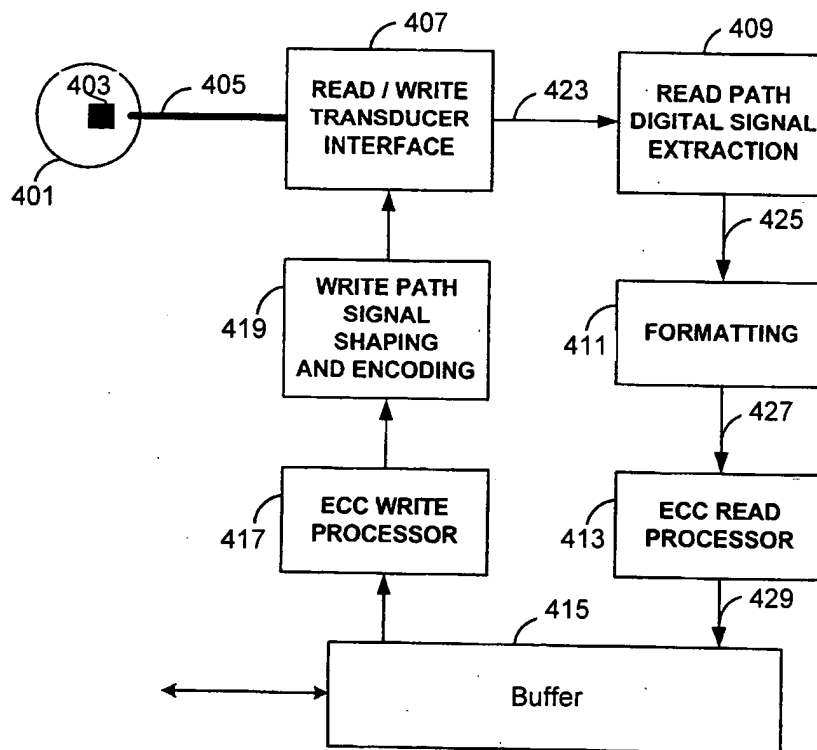 407
409
403
405
READ / WRITE
TRANSDUCER
INTERFACE
423
READ PATH
DIGITAL SIGNAL
EXTRACTION
401
425
419
WRITE PATH
SIGNAL
SHAPING
AND ENCODING
411
FORMATTING
427
417
ECC WRITE
PROCESSOR
413
ECC READ
PROCESSOR
415
429
Buffer